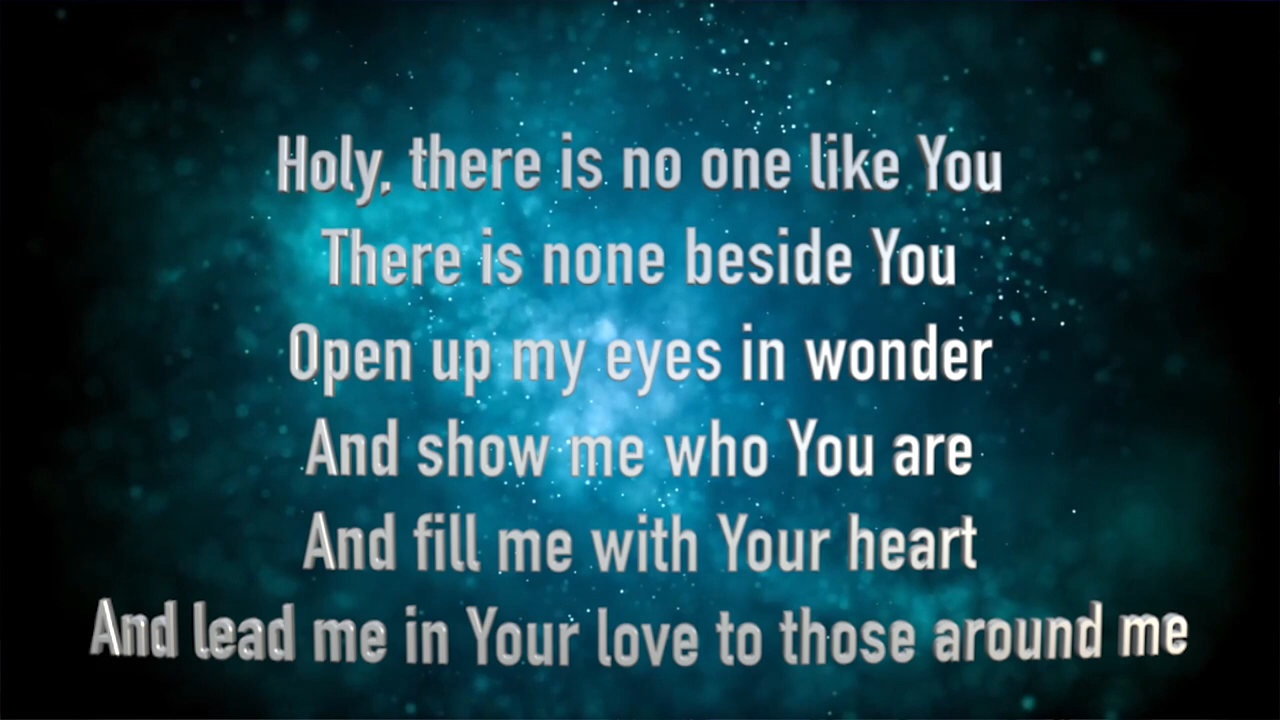 Holy, there is no one like You
There is none beside You
Open up my eyes in wonder
And show me who You are
And fill me with Your heart
And lead me in Your love to those around me